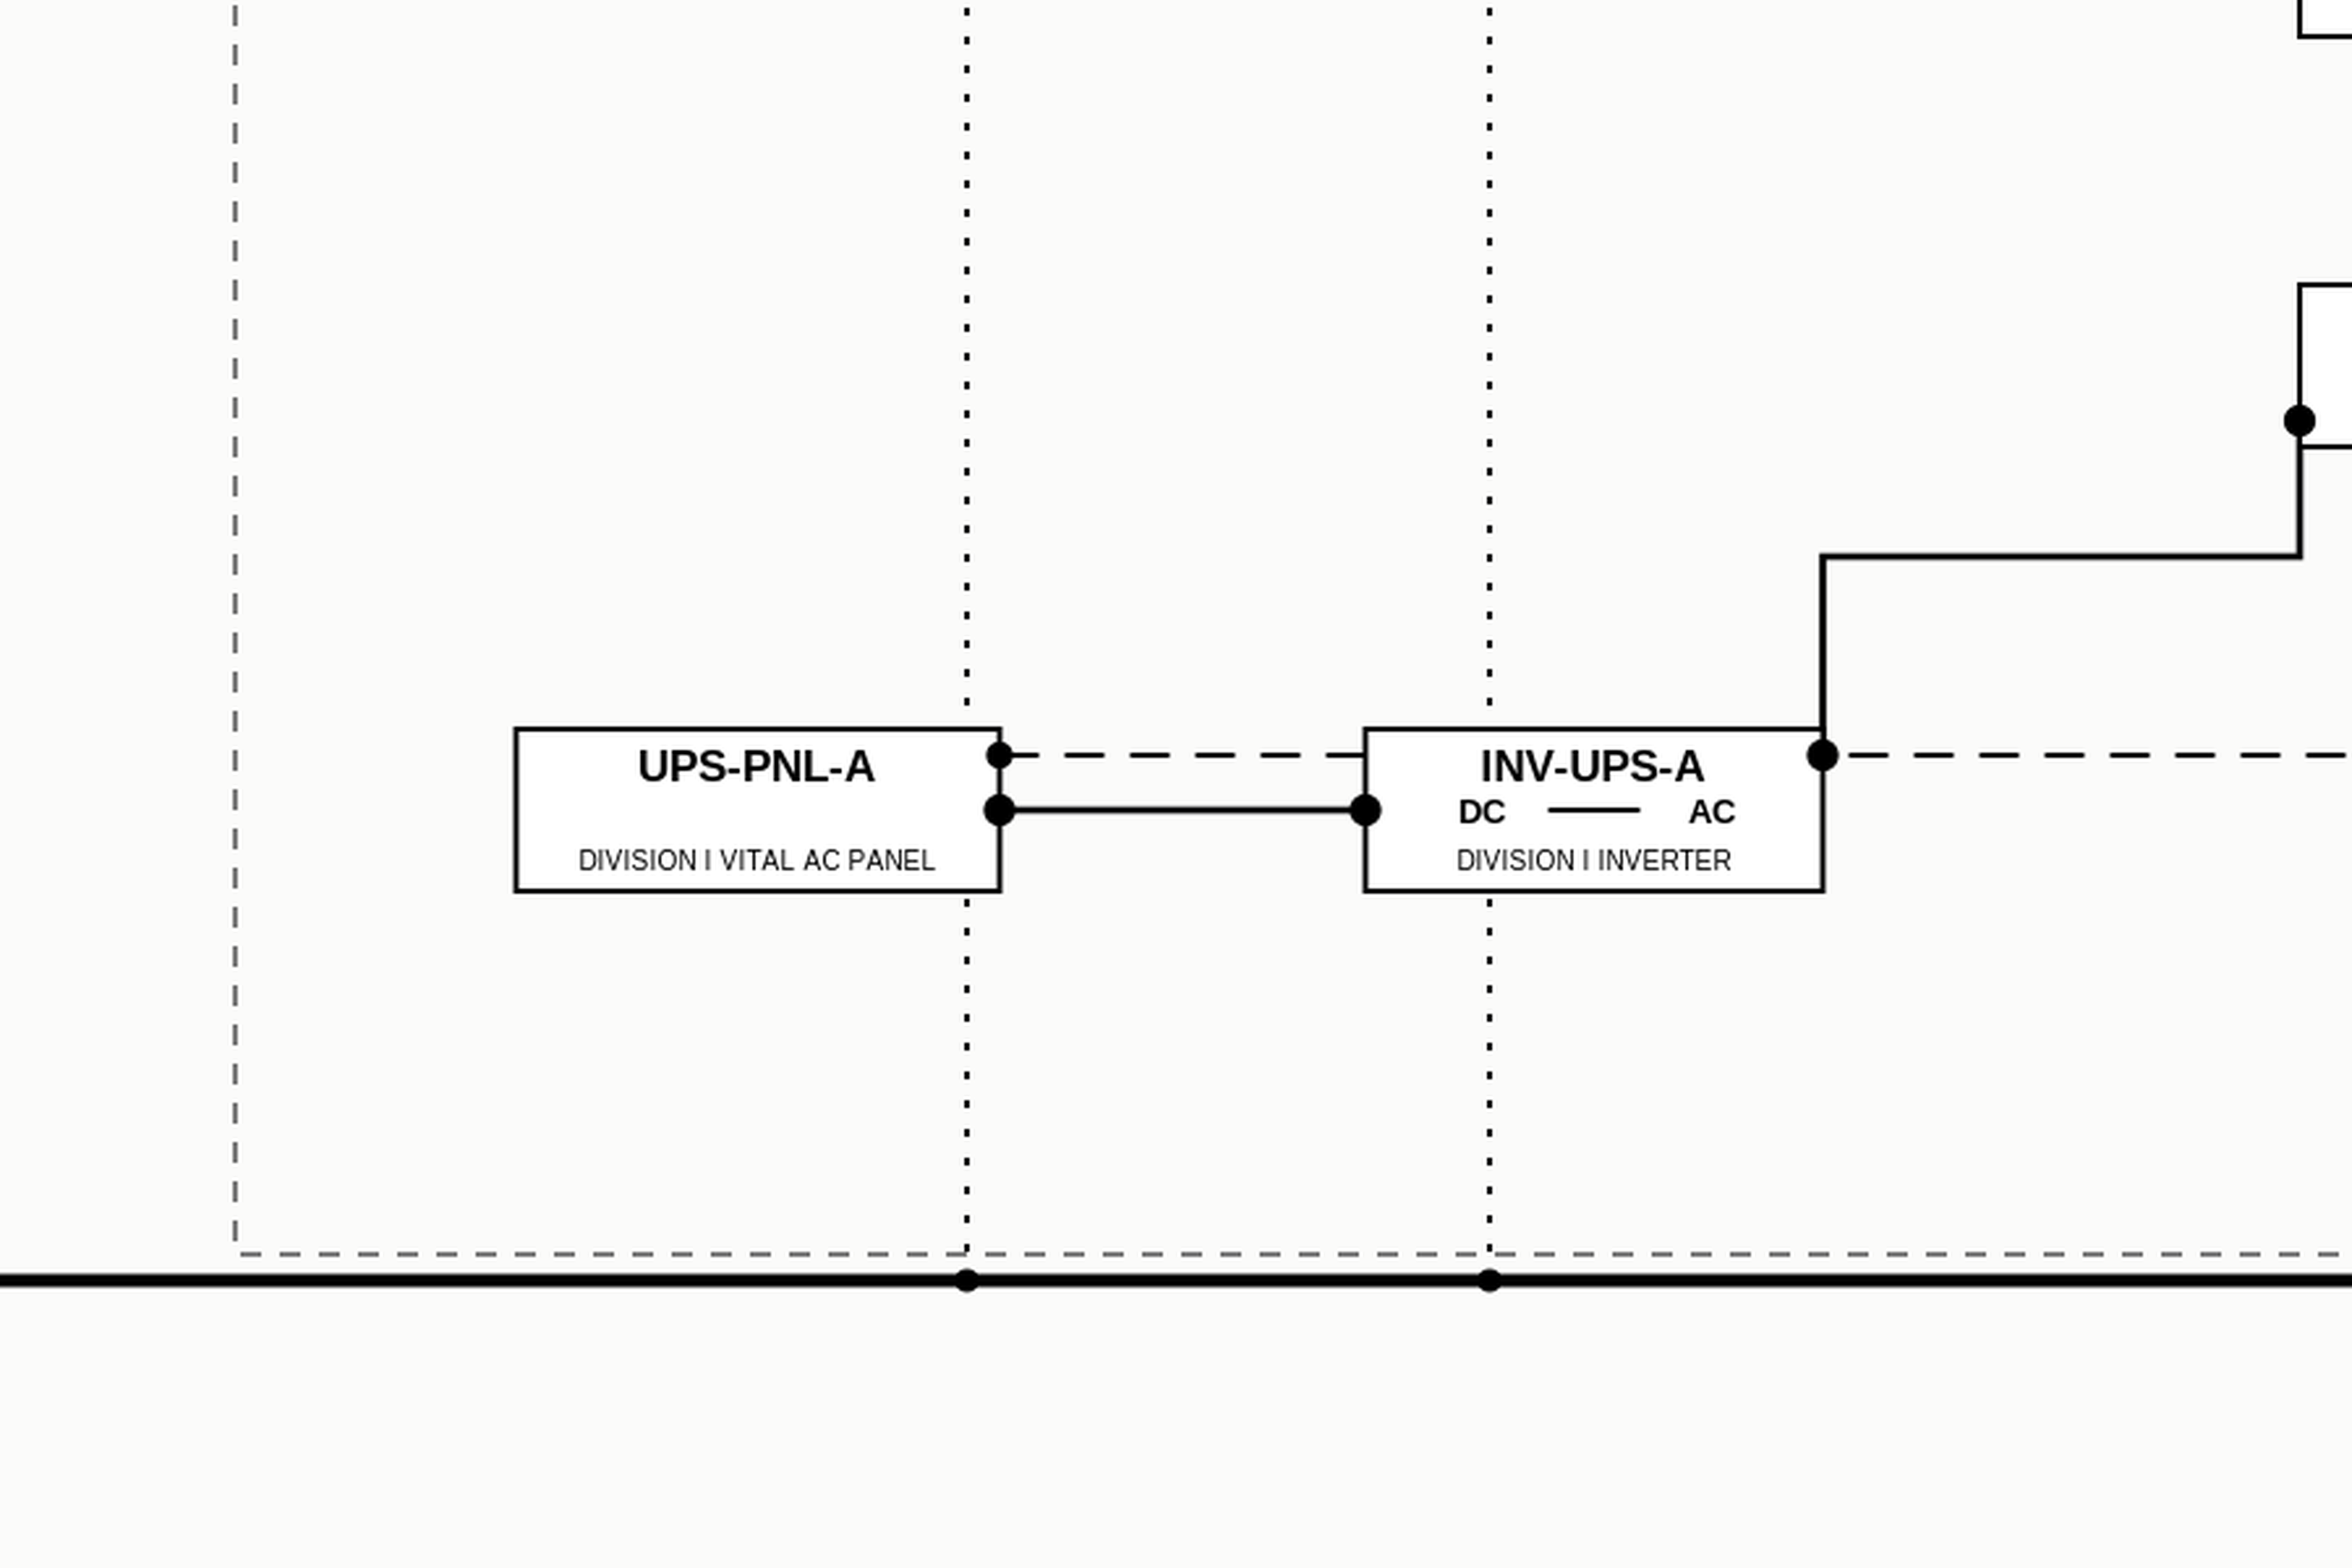 UPS-PNL-A
DIVISION I VITAL AC PANEL
INV-UPS-A
DC AC
DIVISION I INVERTER